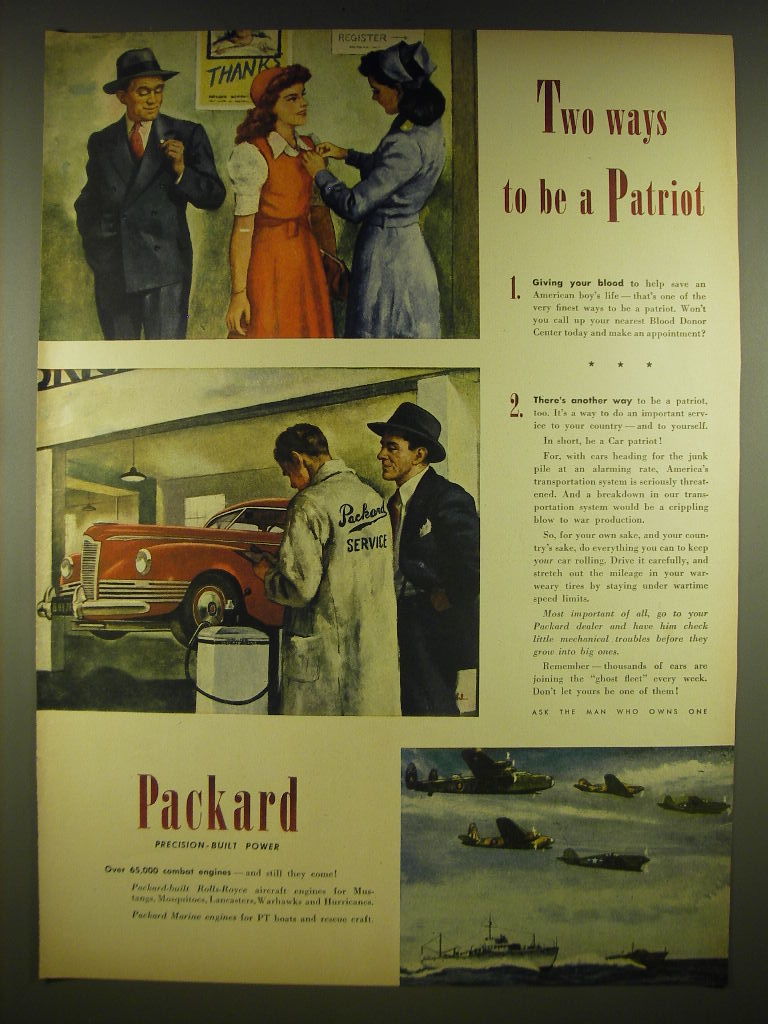 THANKS
REGISTER →
Two ways
to be a Patriot
1. Giving your blood to help save an
American boy's life — that's one of the
very finest ways to be a patriot. Won't
you call up your nearest Blood Donor
Center today and make an appointment?
★ ★ ★
2. There's another way to be a patriot,
too. It's a way to do an important serv-
ice to your country — and to yourself.
In short, be a Car patriot!
For, with cars heading for the junk
pile at an alarming rate, America's
transportation system is seriously threat-
ened. And a breakdown in our trans-
portation system would be a crippling
blow to war production.
So, for your own sake, and your coun-
try's sake, do everything you can to keep
your car rolling. Drive it carefully, and
stretch out the mileage in your war-
weary tires by staying under wartime
speed limits.
Most important of all, go to your
Packard dealer and have him check
little mechanical troubles before they
grow into big ones.
Remember — thousands of cars are
joining the "ghost fleet" every week.
Don't let yours be one of them!
ASK THE MAN WHO OWNS ONE
Packard
SERVICE
Packard
PRECISION-BUILT POWER
Over 65,000 combat engines — and still they come!
Packard-built Rolls-Royce aircraft engines for Mus-
tangs, Mosquitoes, Lancasters, Warhawks and Hurricanes.
Packard Marine engines for PT boats and rescue craft.